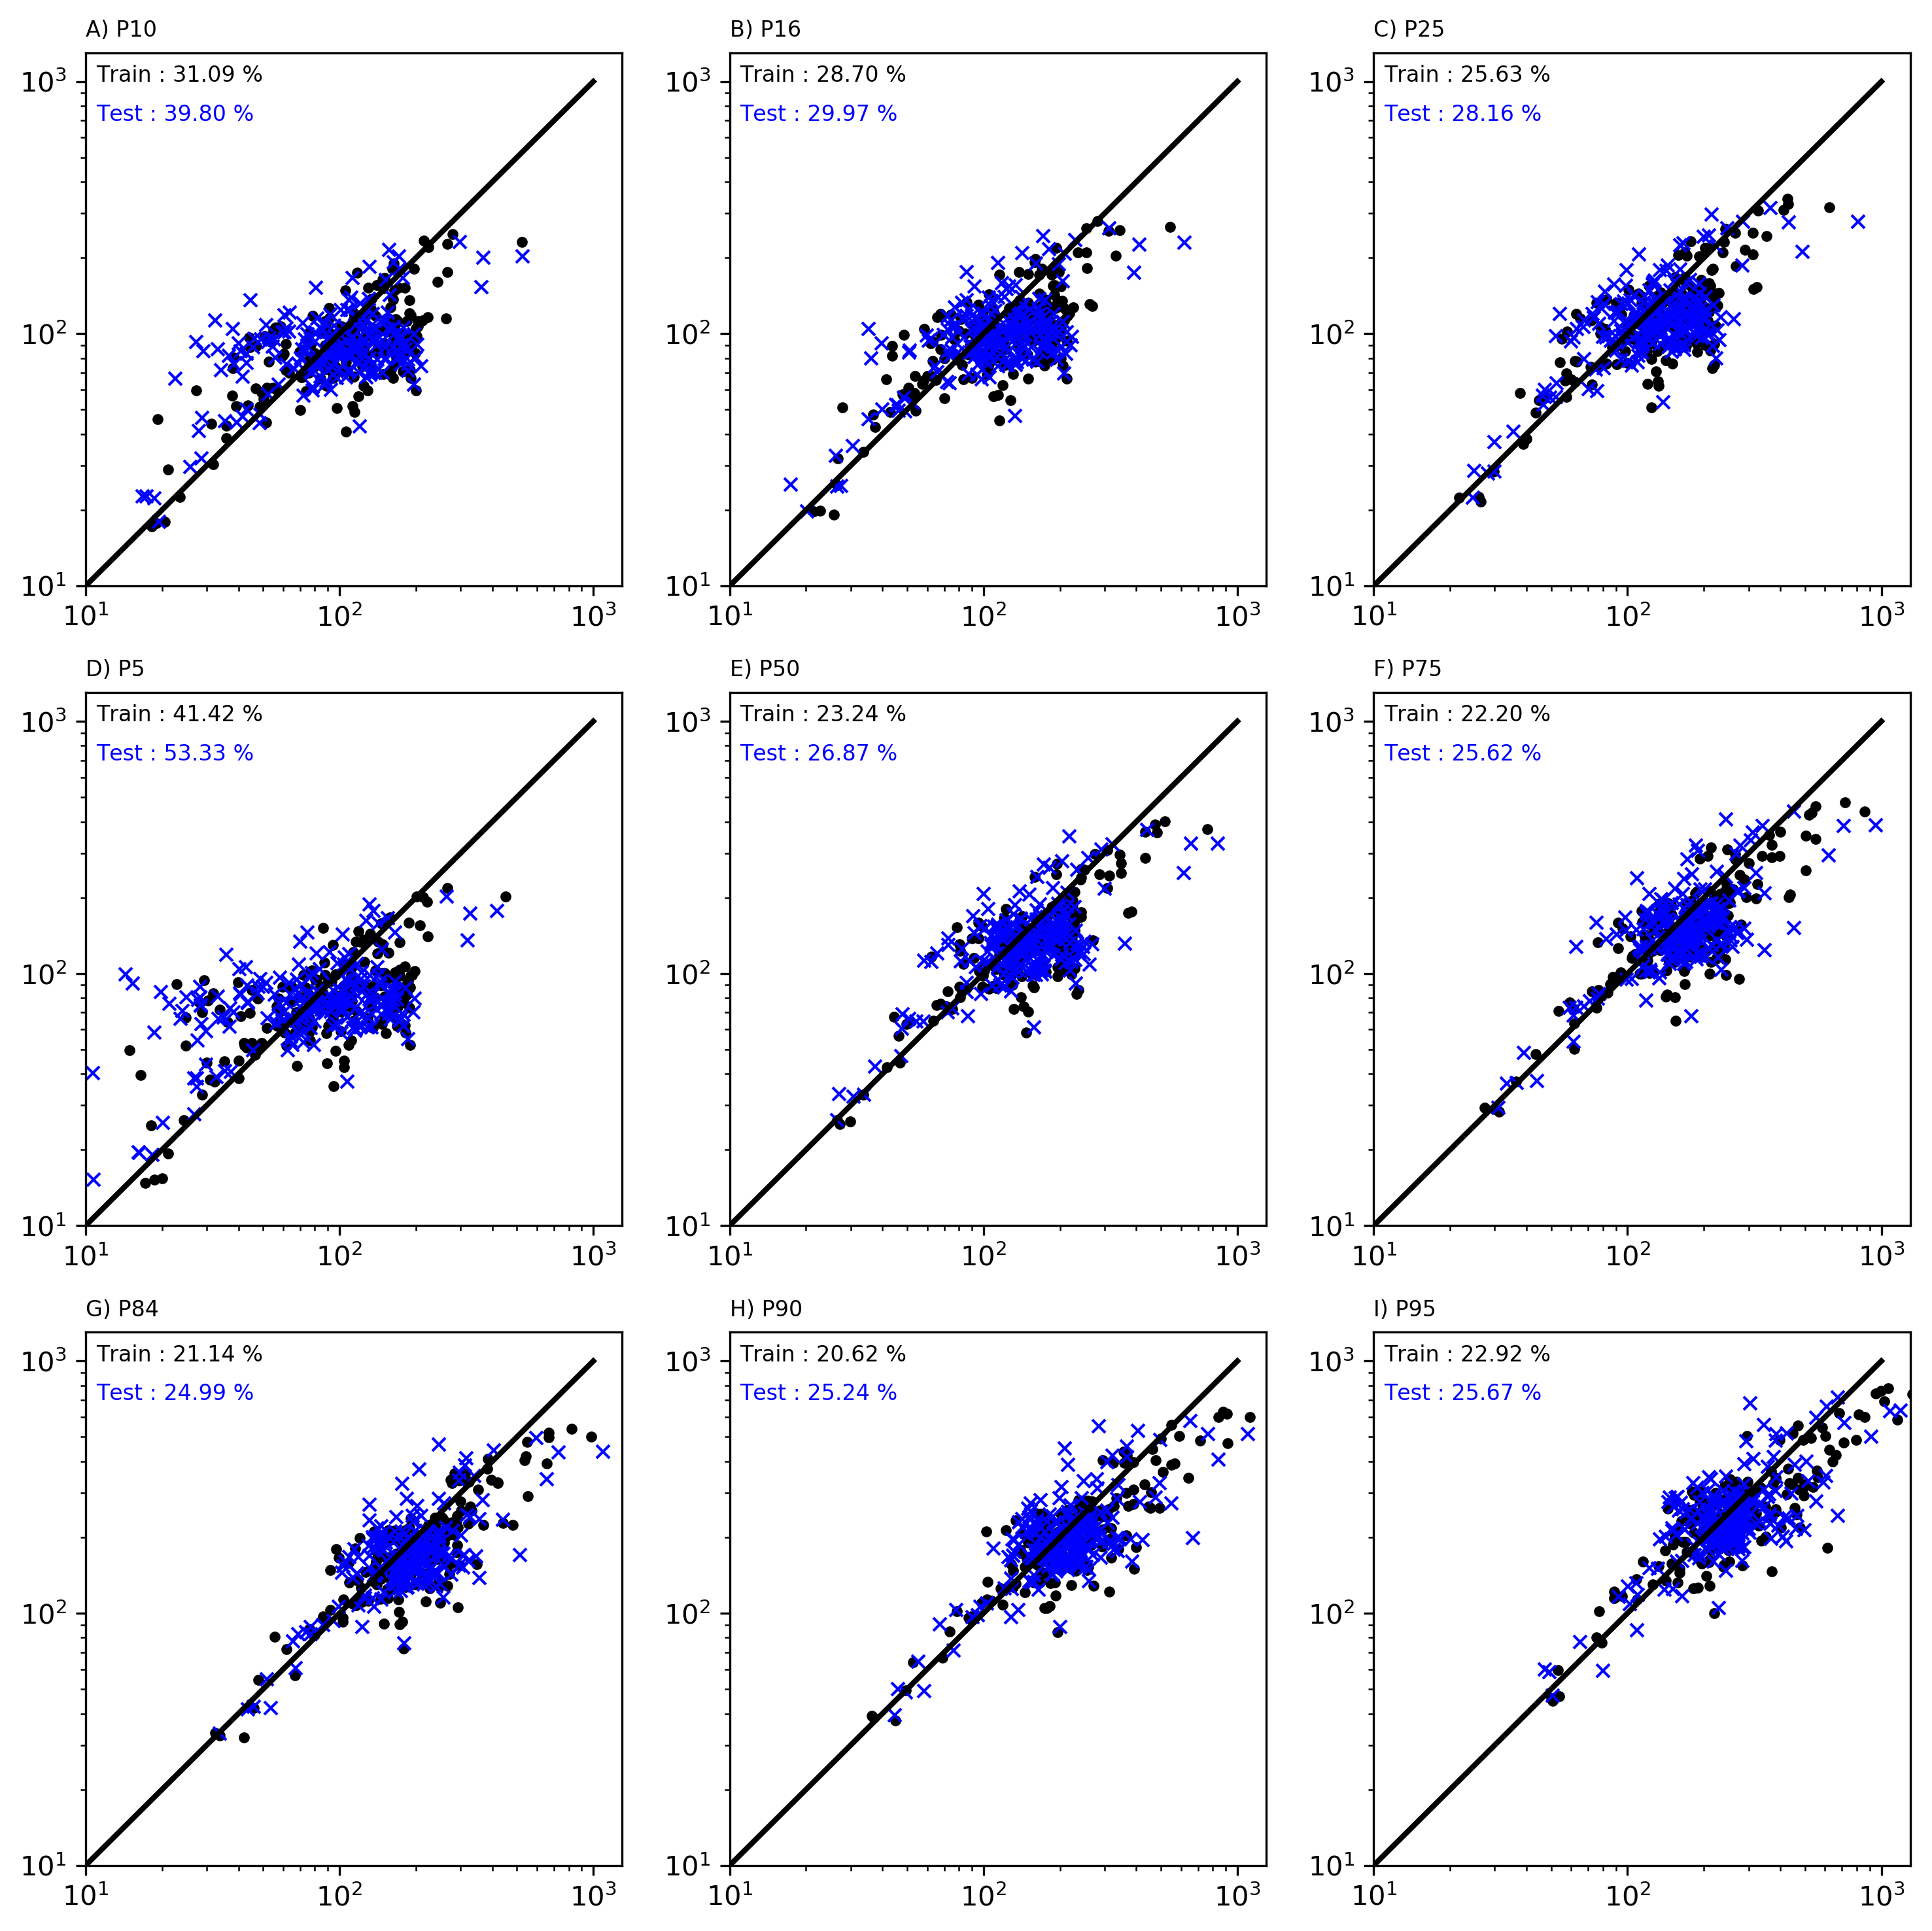 A) P10
Train : 31.09 %
Test : 39.80 %
10³
10²
10¹
10¹ 10² 10³
B) P16
Train : 28.70 %
Test : 29.97 %
10³
10²
10¹
10¹ 10² 10³
C) P25
Train : 25.63 %
Test : 28.16 %
10³
10²
10¹
10¹ 10² 10³
D) P5
Train : 41.42 %
Test : 53.33 %
10³
10²
10¹
10¹ 10² 10³
E) P50
Train : 23.24 %
Test : 26.87 %
10³
10²
10¹
10¹ 10² 10³
F) P75
Train : 22.20 %
Test : 25.62 %
10³
10²
10¹
10¹ 10² 10³
G) P84
Train : 21.14 %
Test : 24.99 %
10³
10²
10¹
10¹ 10² 10³
H) P90
Train : 20.62 %
Test : 25.24 %
10³
10²
10¹
10¹ 10² 10³
I) P95
Train : 22.92 %
Test : 25.67 %
10³
10²
10¹
10¹ 10² 10³